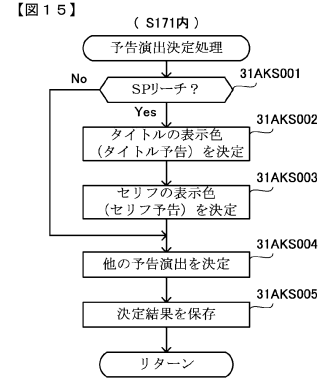 【図１５】
（ S171内 ）
予告演出決定処理
31AKS001
SPリーチ？
No
Yes
31AKS002
タイトルの表示色
（タイトル予告）を決定
31AKS003
セリフの表示色
（セリフ予告）を決定
31AKS004
他の予告演出を決定
31AKS005
決定結果を保存
リターン